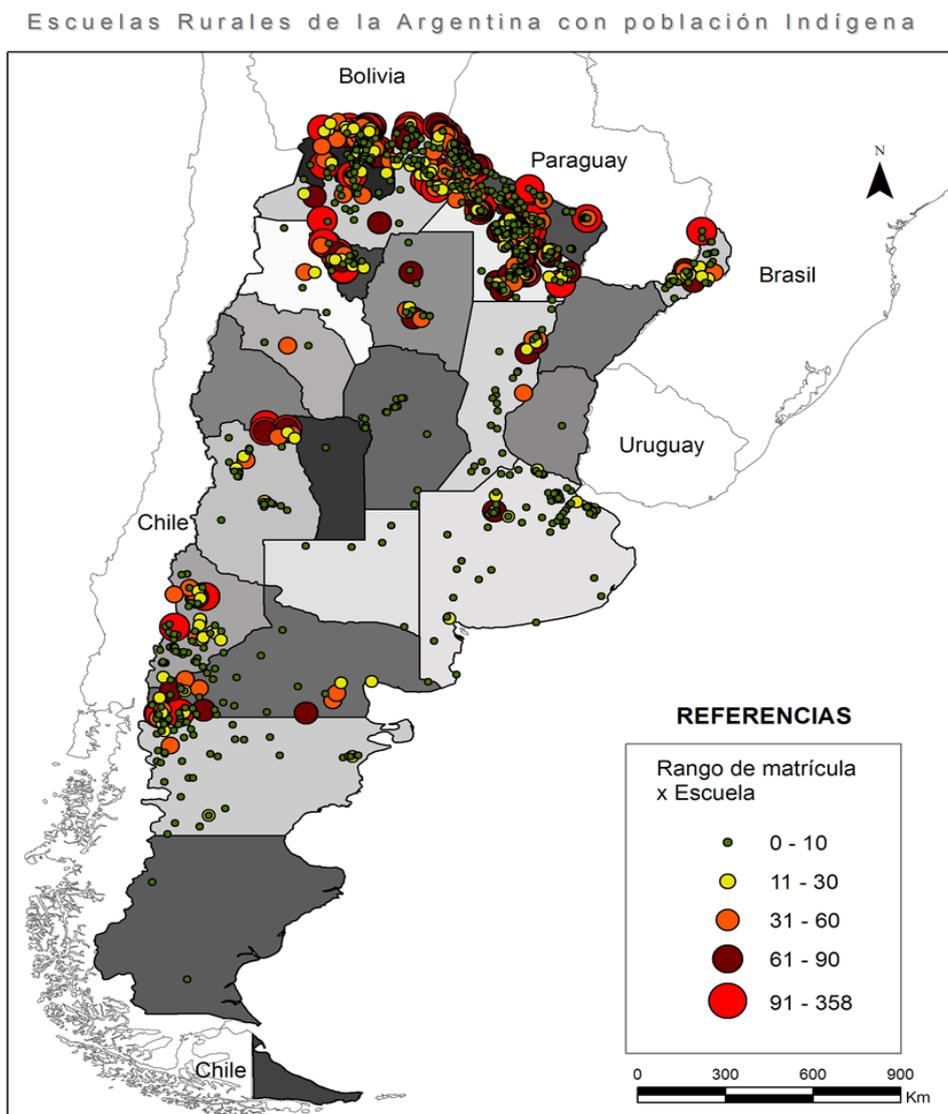 Escuelas Rurales de la Argentina con población Indígena
Bolivia
Paraguay
N
Brasil
Uruguay
Chile
REFERENCIAS
Rango de matrícula
x Escuela
0 - 10
11 - 30
31 - 60
61 - 90
91 - 358
Chile
0 300 600 900
Km